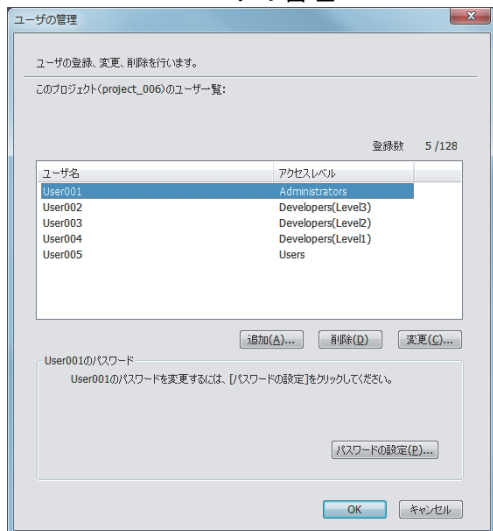 ユーザの管理
ユーザの登録、変更、削除を行います。
このプロジェクト(project_006)のユーザー一覧:
登録数 5 /128
ユーザ名 アクセスレベル
User001 Administrators
User002 Developers(Level3)
User003 Developers(Level2)
User004 Developers(Level1)
User005 Users
追加(A)... 削除(D) 変更(C)...
User001のパスワード
User001のパスワードを変更するには、[パスワードの設定]をクリックしてください。
パスワードの設定(P)...
OK キャンセル